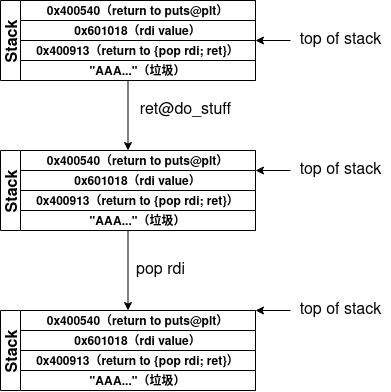 Stack
0x400540（return to puts@plt）
0x601018（rdi value）
0x400913（return to {pop rdi; ret}）
"AAA..."（垃圾）
top of stack
ret@do_stuff
Stack
0x400540（return to puts@plt）
0x601018（rdi value）
0x400913（return to {pop rdi; ret}）
"AAA..."（垃圾）
top of stack
pop rdi
Stack
0x400540（return to puts@plt）
0x601018（rdi value）
0x400913（return to {pop rdi; ret}）
"AAA..."（垃圾）
top of stack